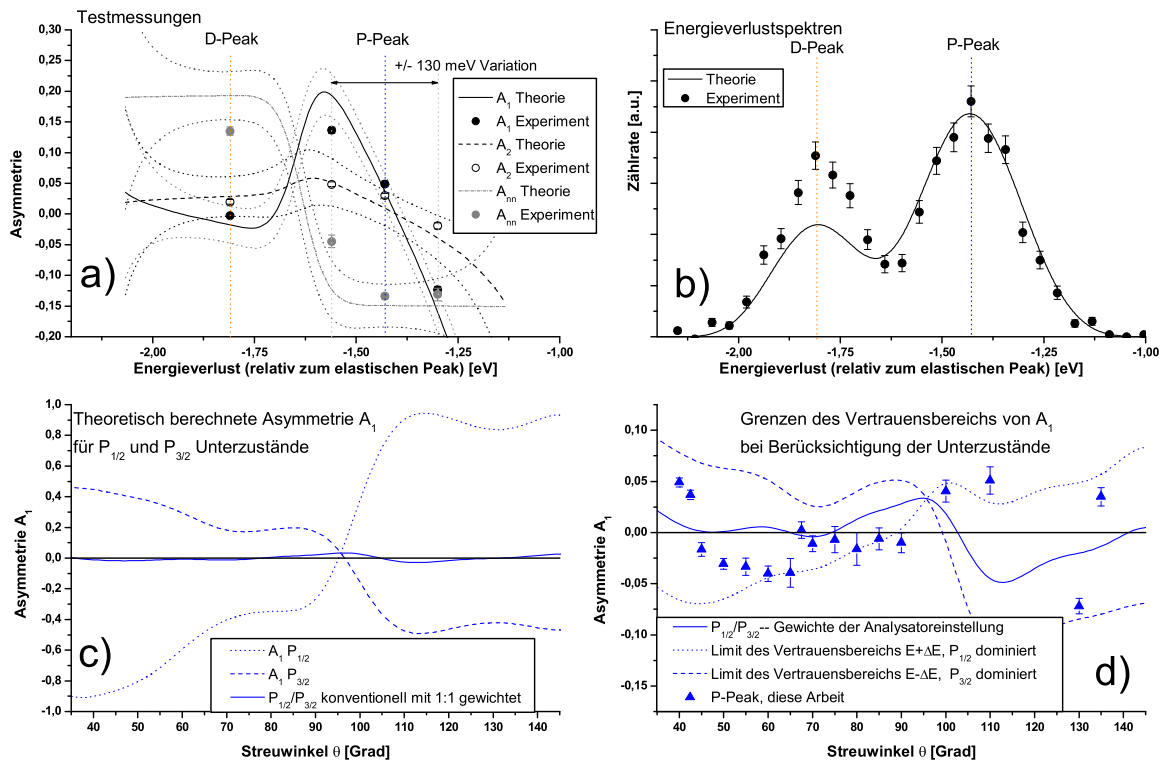 Testmessungen
D-Peak
P-Peak
+/- 130 meV Variation
A1 Theorie
A1 Experiment
A2 Theorie
A2 Experiment
Ann Theorie
Ann Experiment
a)
Asymmetrie
0,30
0,25
0,20
0,15
0,10
0,05
0,00
-0,05
-0,10
-0,15
-0,20
-2,00
-1,75
-1,50
-1,25
-1,00
Energieverlust (relativ zum elastischen Peak) [eV]
Energieverlustspektren
D-Peak
P-Peak
Theorie
Experiment
b)
Zählrate [a.u.]
-2,00
-1,75
-1,50
-1,25
-1,00
Energieverlust (relativ zum elastischen Peak) [eV]
Theoretisch berechnete Asymmetrie A1
für P1/2 und P3/2 Unterzustände
c)
A1 P1/2
A1 P3/2
P1/2/P3/2 konventionell mit 1:1 gewichtet
Asymmetrie A1
1,0
0,8
0,6
0,4
0,2
0,0
-0,2
-0,4
-0,6
-0,8
-1,0
40
50
60
70
80
90
100
110
120
130
140
Streuwinkel θ [Grad]
Grenzen des Vertrauensbereichs von A1
bei Berücksichtigung der Unterzustände
P1/2/P3/2-- Gewichte der Analysatoreinstellung
Limit des Vertrauensbereichs E+ΔE, P1/2 dominiert
Limit des Vertrauensbereichs E-ΔE, P3/2 dominiert
P-Peak, diese Arbeit
d)
Asymmetrie A1
0,10
0,05
0,00
-0,05
-0,10
-0,15
40
50
60
70
80
90
100
110
120
130
140
Streuwinkel θ [Grad]